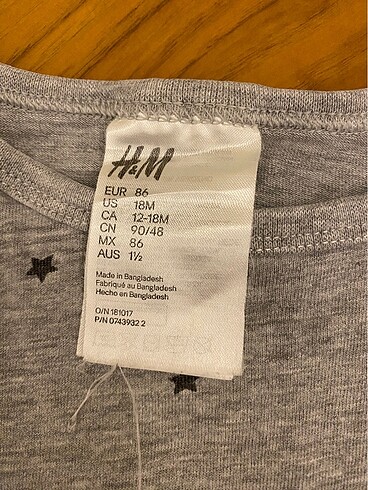 H&M
EUR 86
US 18M
CA 12-18M
CN 90/48
MX 86
AUS 1½
Made in Bangladesh
Fabriqué au Bangladesh
Hecho en Bangladesh
O/N 181017
P/N 0743932 2